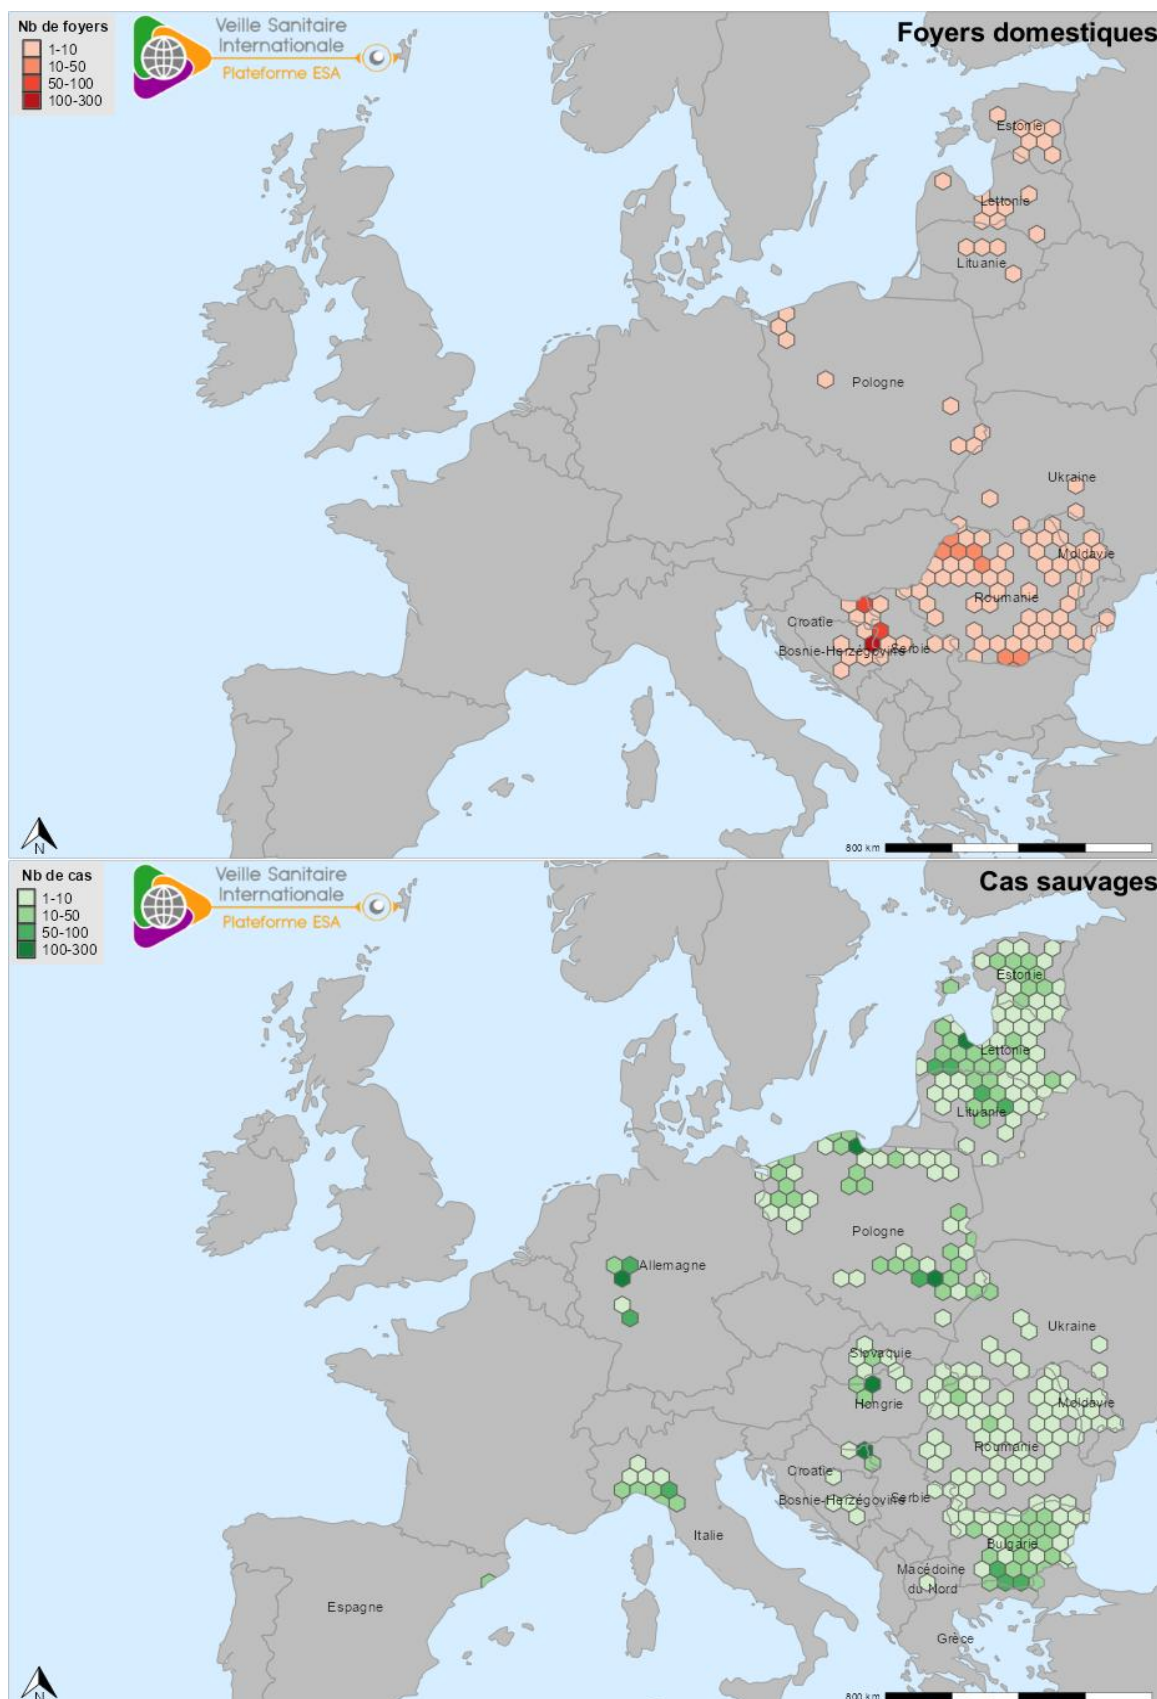 Nb de foyers
1-10
10-50
50-100
100-300
Veille Sanitaire
Internationale
Plateforme ESA
Foyers domestiques
Estonie
Lettonie
Lituanie
Pologne
Ukraine
Moldavie
Roumanie
Croatie
Bosnie-Herzégovine
Serbie
N
800 km
Nb de cas
1-10
10-50
50-100
100-300
Veille Sanitaire
Internationale
Plateforme ESA
Cas sauvages
Estonie
Lettonie
Lituanie
Pologne
Allemagne
Ukraine
Slovaquie
Hongrie
Moldavie
Roumanie
Croatie
Bosnie-Herzégovine
Serbie
Italie
Bulgarie
Macédoine
du Nord
Espagne
Grèce
N
800 km